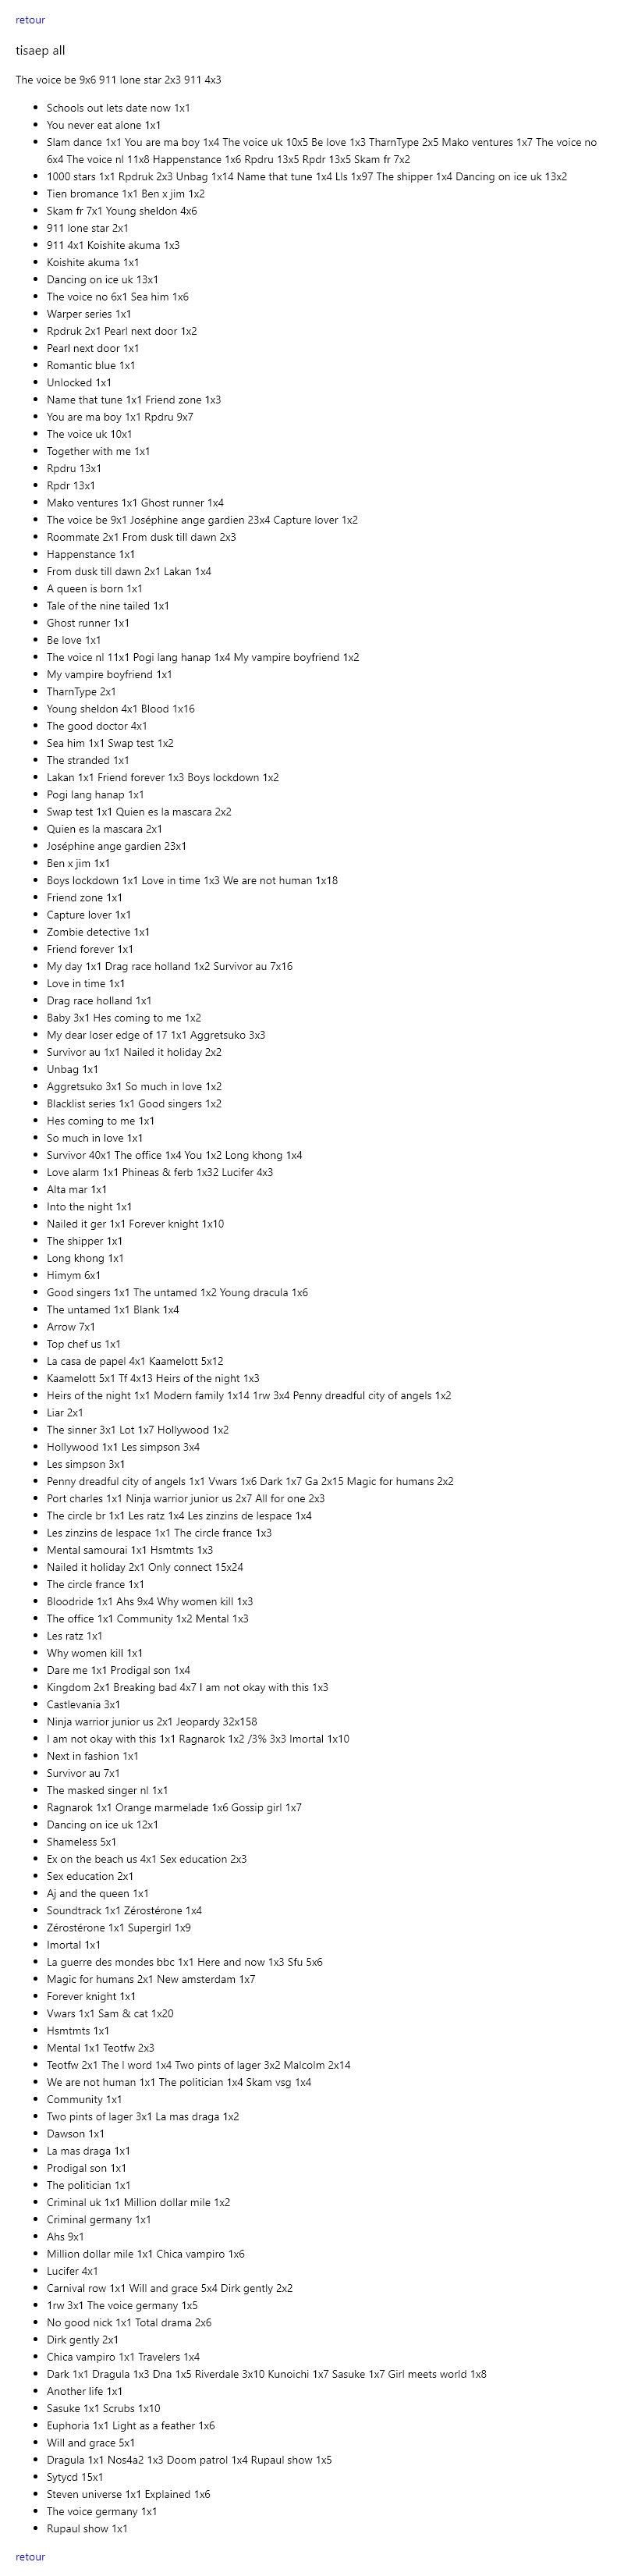 retour
tisaep all
The voice be 9x6 911 lone star 2x3 911 4x3
Schools out lets date now 1x1
You never eat alone 1x1
Slam dance 1x1 You are ma boy 1x4 The voice uk 10x5 Be love 1x3 TharnType 2x5 Mako ventures 1x7 The voice no
6x4 The voice nl 11x8 Happenstance 1x6 Rpdru 13x5 Rpdr 13x5 Skam fr 7x2
1000 stars 1x1 Rpdruk 2x3 Unbag 1x14 Name that tune 1x4 Lls 1x97 The shipper 1x4 Dancing on ice uk 13x2
Tien bromance 1x1 Ben x jim 1x2
Skam fr 7x1 Young sheldon 4x6
911 lone star 2x1
911 4x1 Koishite akuma 1x3
Koishite akuma 1x1
Dancing on ice uk 13x1
The voice no 6x1 Sea him 1x6
Warper series 1x1
Rpdruk 2x1 Pearl next door 1x2
Pearl next door 1x1
Romantic blue 1x1
Unlocked 1x1
Name that tune 1x1 Friend zone 1x3
You are ma boy 1x1 Rpdru 9x7
The voice uk 10x1
Together with me 1x1
Rpdru 13x1
Rpdr 13x1
Mako ventures 1x1 Ghost runner 1x4
The voice be 9x1 Joséphine ange gardien 23x4 Capture lover 1x2
Roommate 2x1 From dusk till dawn 2x3
Happenstance 1x1
From dusk till dawn 2x1 Lakan 1x4
A queen is born 1x1
Tale of the nine tailed 1x1
Ghost runner 1x1
Be love 1x1
The voice nl 11x1 Pogi lang hanap 1x4 My vampire boyfriend 1x2
My vampire boyfriend 1x1
TharnType 2x1
Young sheldon 4x1 Blood 1x16
The good doctor 4x1
Sea him 1x1 Swap test 1x2
The stranded 1x1
Lakan 1x1 Friend forever 1x3 Boys lockdown 1x2
Pogi lang hanap 1x1
Swap test 1x1 Quien es la mascara 2x2
Quien es la mascara 2x1
Joséphine ange gardien 23x1
Ben x jim 1x1
Boys lockdown 1x1 Love in time 1x3 We are not human 1x18
Friend zone 1x1
Capture lover 1x1
Zombie detective 1x1
Friend forever 1x1
My day 1x1 Drag race holland 1x2 Survivor au 7x16
Love in time 1x1
Drag race holland 1x1
Baby 3x1 Hes coming to me 1x2
My dear loser edge of 17 1x1 Aggretsuko 3x3
Survivor au 1x1 Nailed it holiday 2x2
Unbag 1x1
Aggretsuko 3x1 So much in love 1x2
Blacklist series 1x1 Good singers 1x2
Hes coming to me 1x1
So much in love 1x1
Survivor 40x1 The office 1x4 You 1x2 Long khong 1x4
Love alarm 1x1 Phineas & ferb 1x32 Lucifer 4x3
Alta mar 1x1
Into the night 1x1
Nailed it ger 1x1 Forever knight 1x10
The shipper 1x1
Long khong 1x1
Himym 6x1
Good singers 1x1 The untamed 1x2 Young dracula 1x6
The untamed 1x1 Blank 1x4
Arrow 7x1
Top chef us 1x1
La casa de papel 4x1 Kaamelott 5x12
Kaamelott 5x1 Tf 4x13 Heirs of the night 1x3
Heirs of the night 1x1 Modern family 1x14 1rw 3x4 Penny dreadful city of angels 1x2
Liar 2x1
The sinner 3x1 Lot 1x7 Hollywood 1x2
Hollywood 1x1 Les simpson 3x4
Les simpson 3x1
Penny dreadful city of angels 1x1 Vwars 1x6 Dark 1x7 Ga 2x15 Magic for humans 2x2
Port charles 1x1 Ninja warrior junior us 2x7 All for one 2x3
The circle br 1x1 Les ratz 1x4 Les zinzins de lespace 1x4
Les zinzins de lespace 1x1 The circle france 1x3
Mental samourai 1x1 Hsmtmts 1x3
Nailed it holiday 2x1 Only connect 15x24
The circle france 1x1
Bloodride 1x1 Ahs 9x4 Why women kill 1x3
The office 1x1 Community 1x2 Mental 1x3
Les ratz 1x1
Why women kill 1x1
Dare me 1x1 Prodigal son 1x4
Kingdom 2x1 Breaking bad 4x7 I am not okay with this 1x3
Castlevania 3x1
Ninja warrior junior us 2x1 Jeopardy 32x158
I am not okay with this 1x1 Ragnarok 1x2 /3% 3x3 Imortal 1x10
Next in fashion 1x1
Survivor au 7x1
The masked singer nl 1x1
Ragnarok 1x1 Orange marmelade 1x6 Gossip girl 1x7
Dancing on ice uk 12x1
Shameless 5x1
Ex on the beach us 4x1 Sex education 2x3
Sex education 2x1
Aj and the queen 1x1
Soundtrack 1x1 Zérostérone 1x4
Zérostérone 1x1 Supergirl 1x9
Imortal 1x1
La guerre des mondes bbc 1x1 Here and now 1x3 Sfu 5x6
Magic for humans 2x1 New amsterdam 1x7
Forever knight 1x1
Vwars 1x1 Sam & cat 1x20
Hsmtmts 1x1
Mental 1x1 Teotfw 2x3
Teotfw 2x1 The l word 1x4 Two pints of lager 3x2 Malcolm 2x14
We are not human 1x1 The politician 1x4 Skam vsg 1x4
Community 1x1
Two pints of lager 3x1 La mas draga 1x2
Dawson 1x1
La mas draga 1x1
Prodigal son 1x1
The politician 1x1
Criminal uk 1x1 Million dollar mile 1x2
Criminal germany 1x1
Ahs 9x1
Million dollar mile 1x1 Chica vampiro 1x6
Lucifer 4x1
Carnival row 1x1 Will and grace 5x4 Dirk gently 2x2
1rw 3x1 The voice germany 1x5
No good nick 1x1 Total drama 2x6
Dirk gently 2x1
Chica vampiro 1x1 Travelers 1x4
Dark 1x1 Dragula 1x3 Dna 1x5 Riverdale 3x10 Kunoichi 1x7 Sasuke 1x7 Girl meets world 1x8
Another life 1x1
Sasuke 1x1 Scrubs 1x10
Euphoria 1x1 Light as a feather 1x6
Will and grace 5x1
Dragula 1x1 Nos4a2 1x3 Doom patrol 1x4 Rupaul show 1x5
Sytycd 15x1
Steven universe 1x1 Explained 1x6
The voice germany 1x1
Rupaul show 1x1
retour